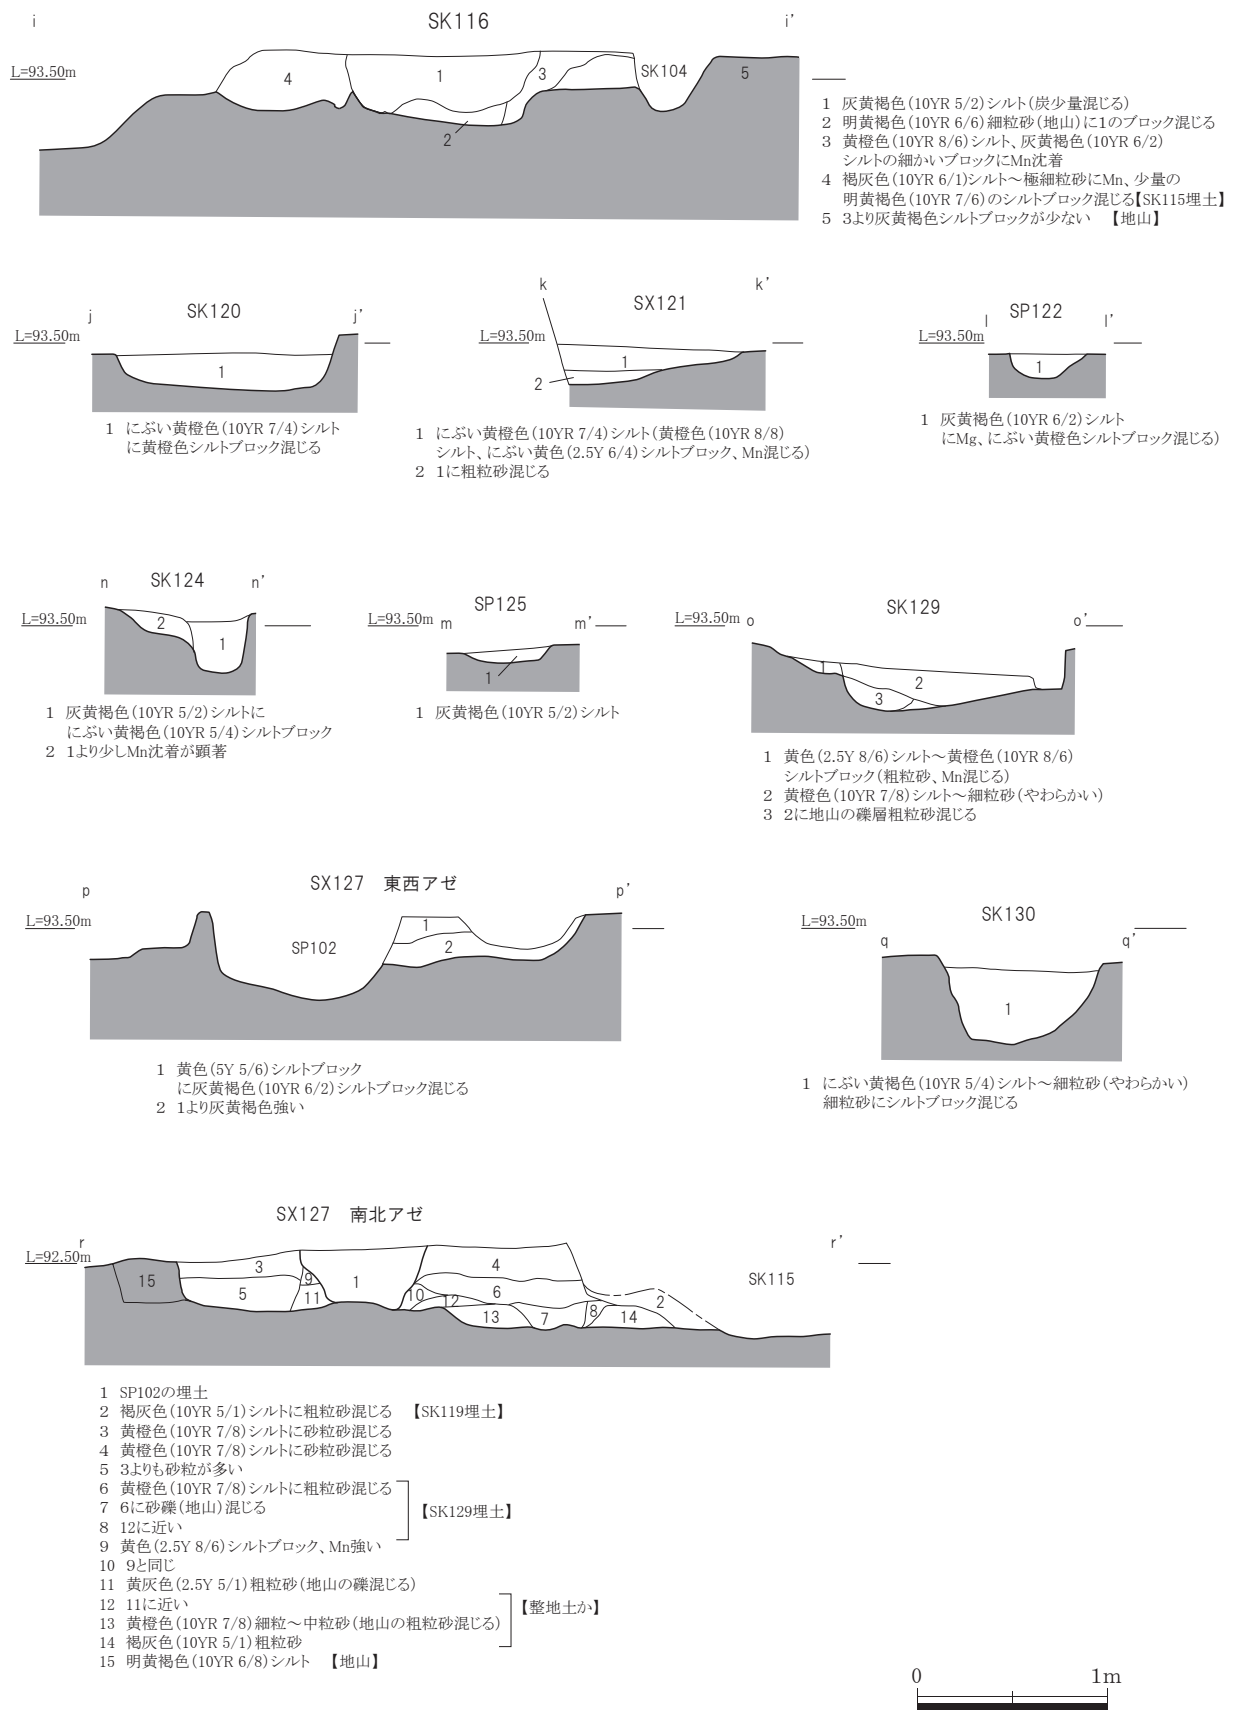 i SK116 i’
L=93.50m
4 1 3 SK104 5
2
1 灰黄褐色(10YR 5/2)シルト(炭少量混じる)
2 明黄褐色(10YR 6/6)細粒砂(地山)に1のブロック混じる
3 黄橙色(10YR 8/6)シルト、灰黄褐色(10YR 6/2)
シルトの細かいブロックにMn沈着
4 褐灰色(10YR 6/1)シルト～極細粒砂にMn、少量の
明黄褐色(10YR 7/6)のシルトブロック混じる【SK115埋土】
5 3より灰黄褐色シルトブロックが少ない 【地山】
j SK120 j’
L=93.50m
1
1 にぶい黄橙色(10YR 7/4)シルト
に黄橙色シルトブロック混じる
k SX121 k’
L=93.50m
1
2
1 にぶい黄橙色(10YR 7/4)シルト(黄橙色(10YR 8/8)
シルト、にぶい黄色(2.5Y 6/4)シルトブロック、Mn混じる)
2 1に粗粒砂混じる
l SP122 l’
L=93.50m
1
1 灰黄褐色(10YR 6/2)シルト
にMg、にぶい黄橙色シルトブロック混じる)
n SK124 n’
L=93.50m
2 1
1 灰黄褐色(10YR 5/2)シルトに
にぶい黄褐色(10YR 5/4)シルトブロック
2 1より少しMn沈着が顕著
SP125
L=93.50m m m’
1
1 灰黄褐色(10YR 5/2)シルト
SK129
L=93.50m o o’
1 2
3
1 黄色(2.5Y 8/6)シルト～黄橙色(10YR 8/6)
シルトブロック(粗粒砂、Mn混じる)
2 黄橙色(10YR 7/8)シルト～細粒砂(やわらかい)
3 2に地山の礫層粗粒砂混じる
p SX127 東西アゼ p’
L=93.50m
1
SP102 2
1 黄色(5Y 5/6)シルトブロック
に灰黄褐色(10YR 6/2)シルトブロック混じる
2 1より灰黄褐色強い
SK130
L=93.50m
q q’
1
1 にぶい黄褐色(10YR 5/4)シルト～細粒砂(やわらかい)
細粒砂にシルトブロック混じる
SX127 南北アゼ
r r’
L=92.50m
15 3 9 1 4 SK115
5 11 10 12 6 2
13 7 8 14
1 SP102の埋土
2 褐灰色(10YR 5/1)シルトに粗粒砂混じる 【SK119埋土】
3 黄橙色(10YR 7/8)シルトに砂粒砂混じる
4 黄橙色(10YR 7/8)シルトに砂粒砂混じる
5 3よりも砂粒が多い
6 黄橙色(10YR 7/8)シルトに粗粒砂混じる
7 6に砂礫(地山)混じる 【SK129埋土】
8 12に近い
9 黄色(2.5Y 8/6)シルトブロック、Mn強い
10 9と同じ
11 黄灰色(2.5Y 5/1)粗粒砂(地山の礫混じる)
12 11に近い 【整地土か】
13 黄橙色(10YR 7/8)細粒～中粒砂(地山の粗粒砂混じる)
14 褐灰色(10YR 5/1)粗粒砂
15 明黄褐色(10YR 6/8)シルト 【地山】
0 1m